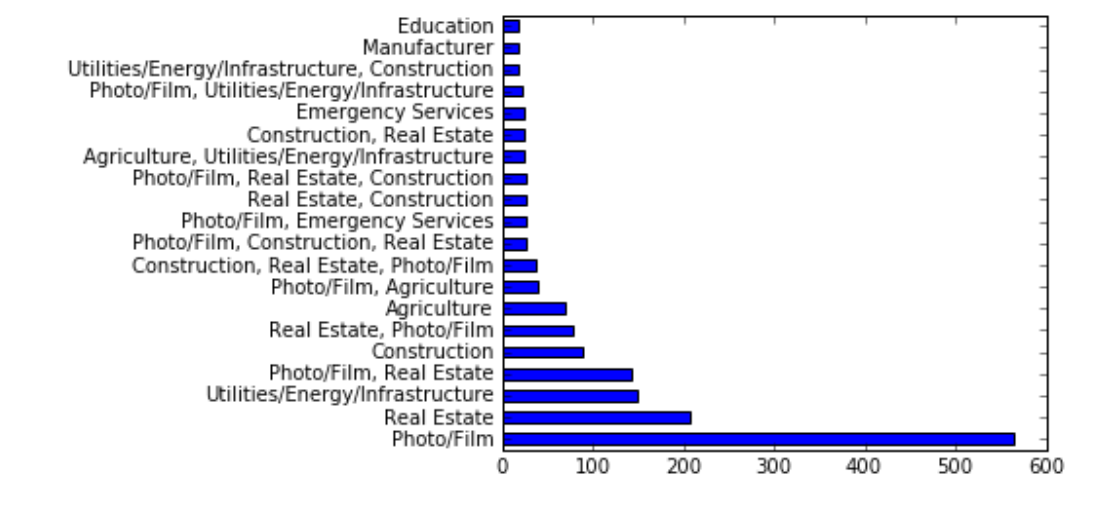 Education
Manufacturer
Utilities/Energy/Infrastructure, Construction
Photo/Film, Utilities/Energy/Infrastructure
Emergency Services
Construction, Real Estate
Agriculture, Utilities/Energy/Infrastructure
Photo/Film, Real Estate, Construction
Real Estate, Construction
Photo/Film, Emergency Services
Photo/Film, Construction, Real Estate
Construction, Real Estate, Photo/Film
Photo/Film, Agriculture
Agriculture
Real Estate, Photo/Film
Construction
Photo/Film, Real Estate
Utilities/Energy/Infrastructure
Real Estate
Photo/Film
0 100 200 300 400 500 600